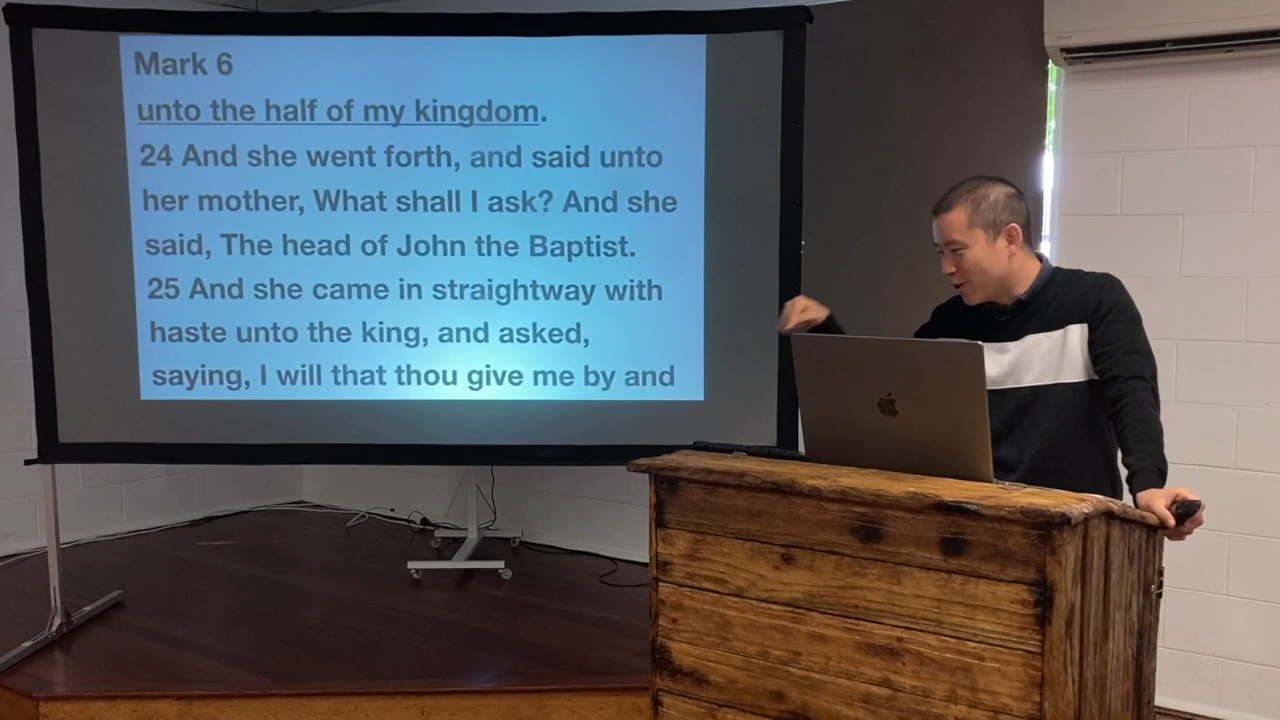 Mark 6
unto the half of my kingdom.
24 And she went forth, and said unto
her mother, What shall I ask? And she
said, The head of John the Baptist.
25 And she came in straightway with
haste unto the king, and asked,
saying, I will that thou give me by and